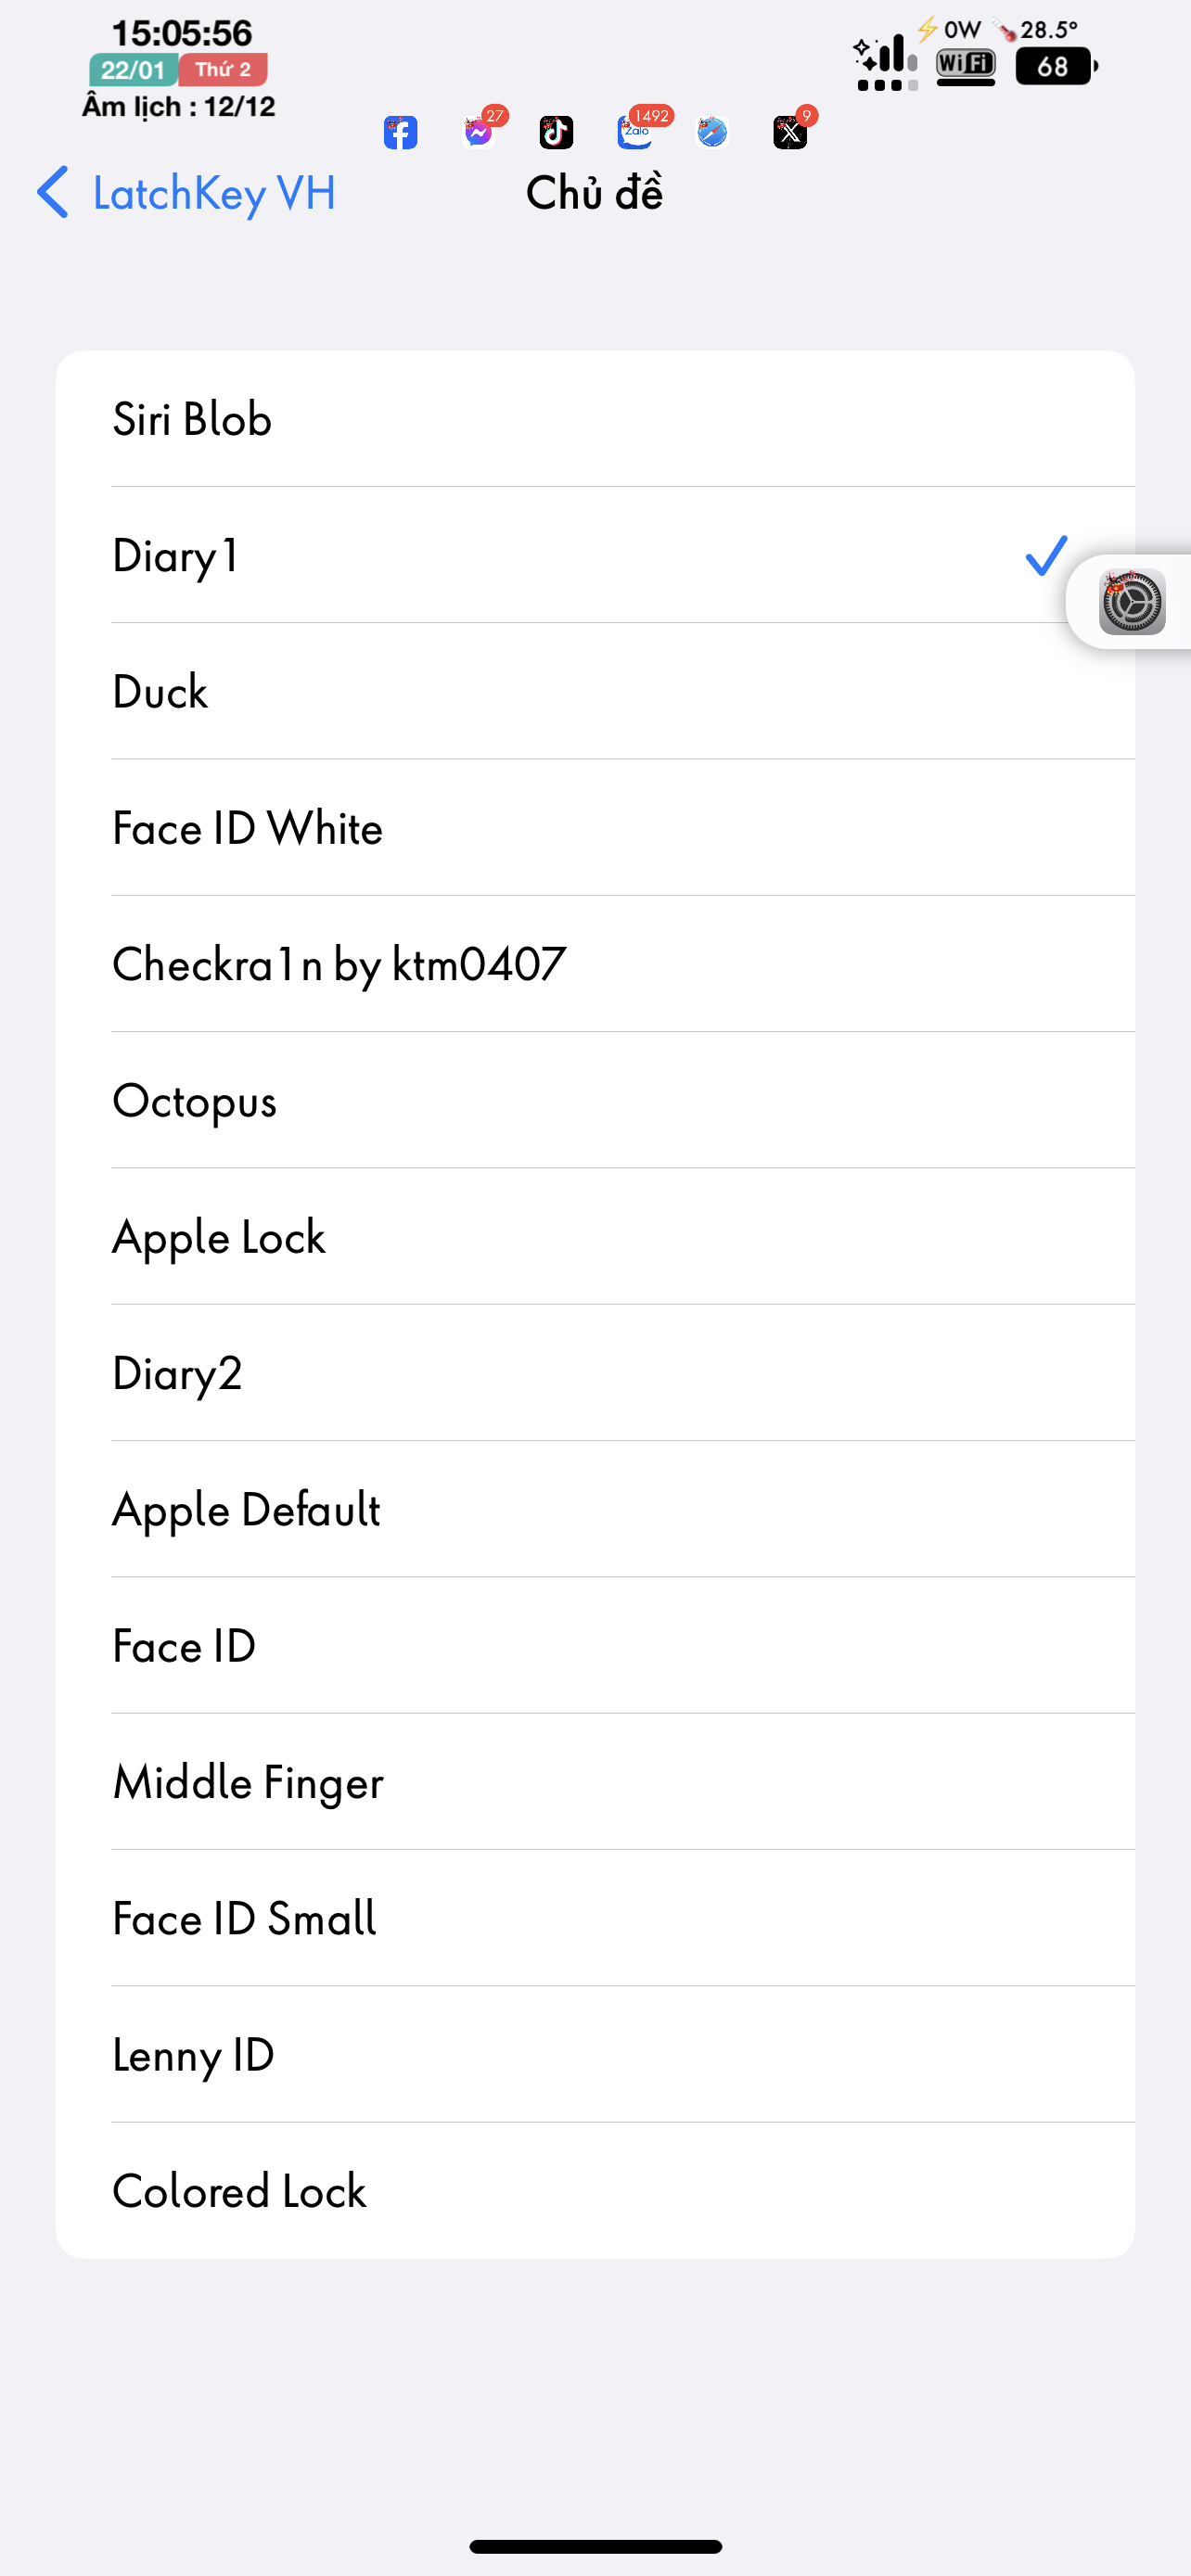 15:05:56
22/01 Thứ 2
Âm lịch : 12/12
0W 28.5°
WiFi 68
27 1492 9
Zalo
LatchKey VH
Chủ đề
Siri Blob
Diary1
Duck
Face ID White
Checkra1n by ktm0407
Octopus
Apple Lock
Diary2
Apple Default
Face ID
Middle Finger
Face ID Small
Lenny ID
Colored Lock